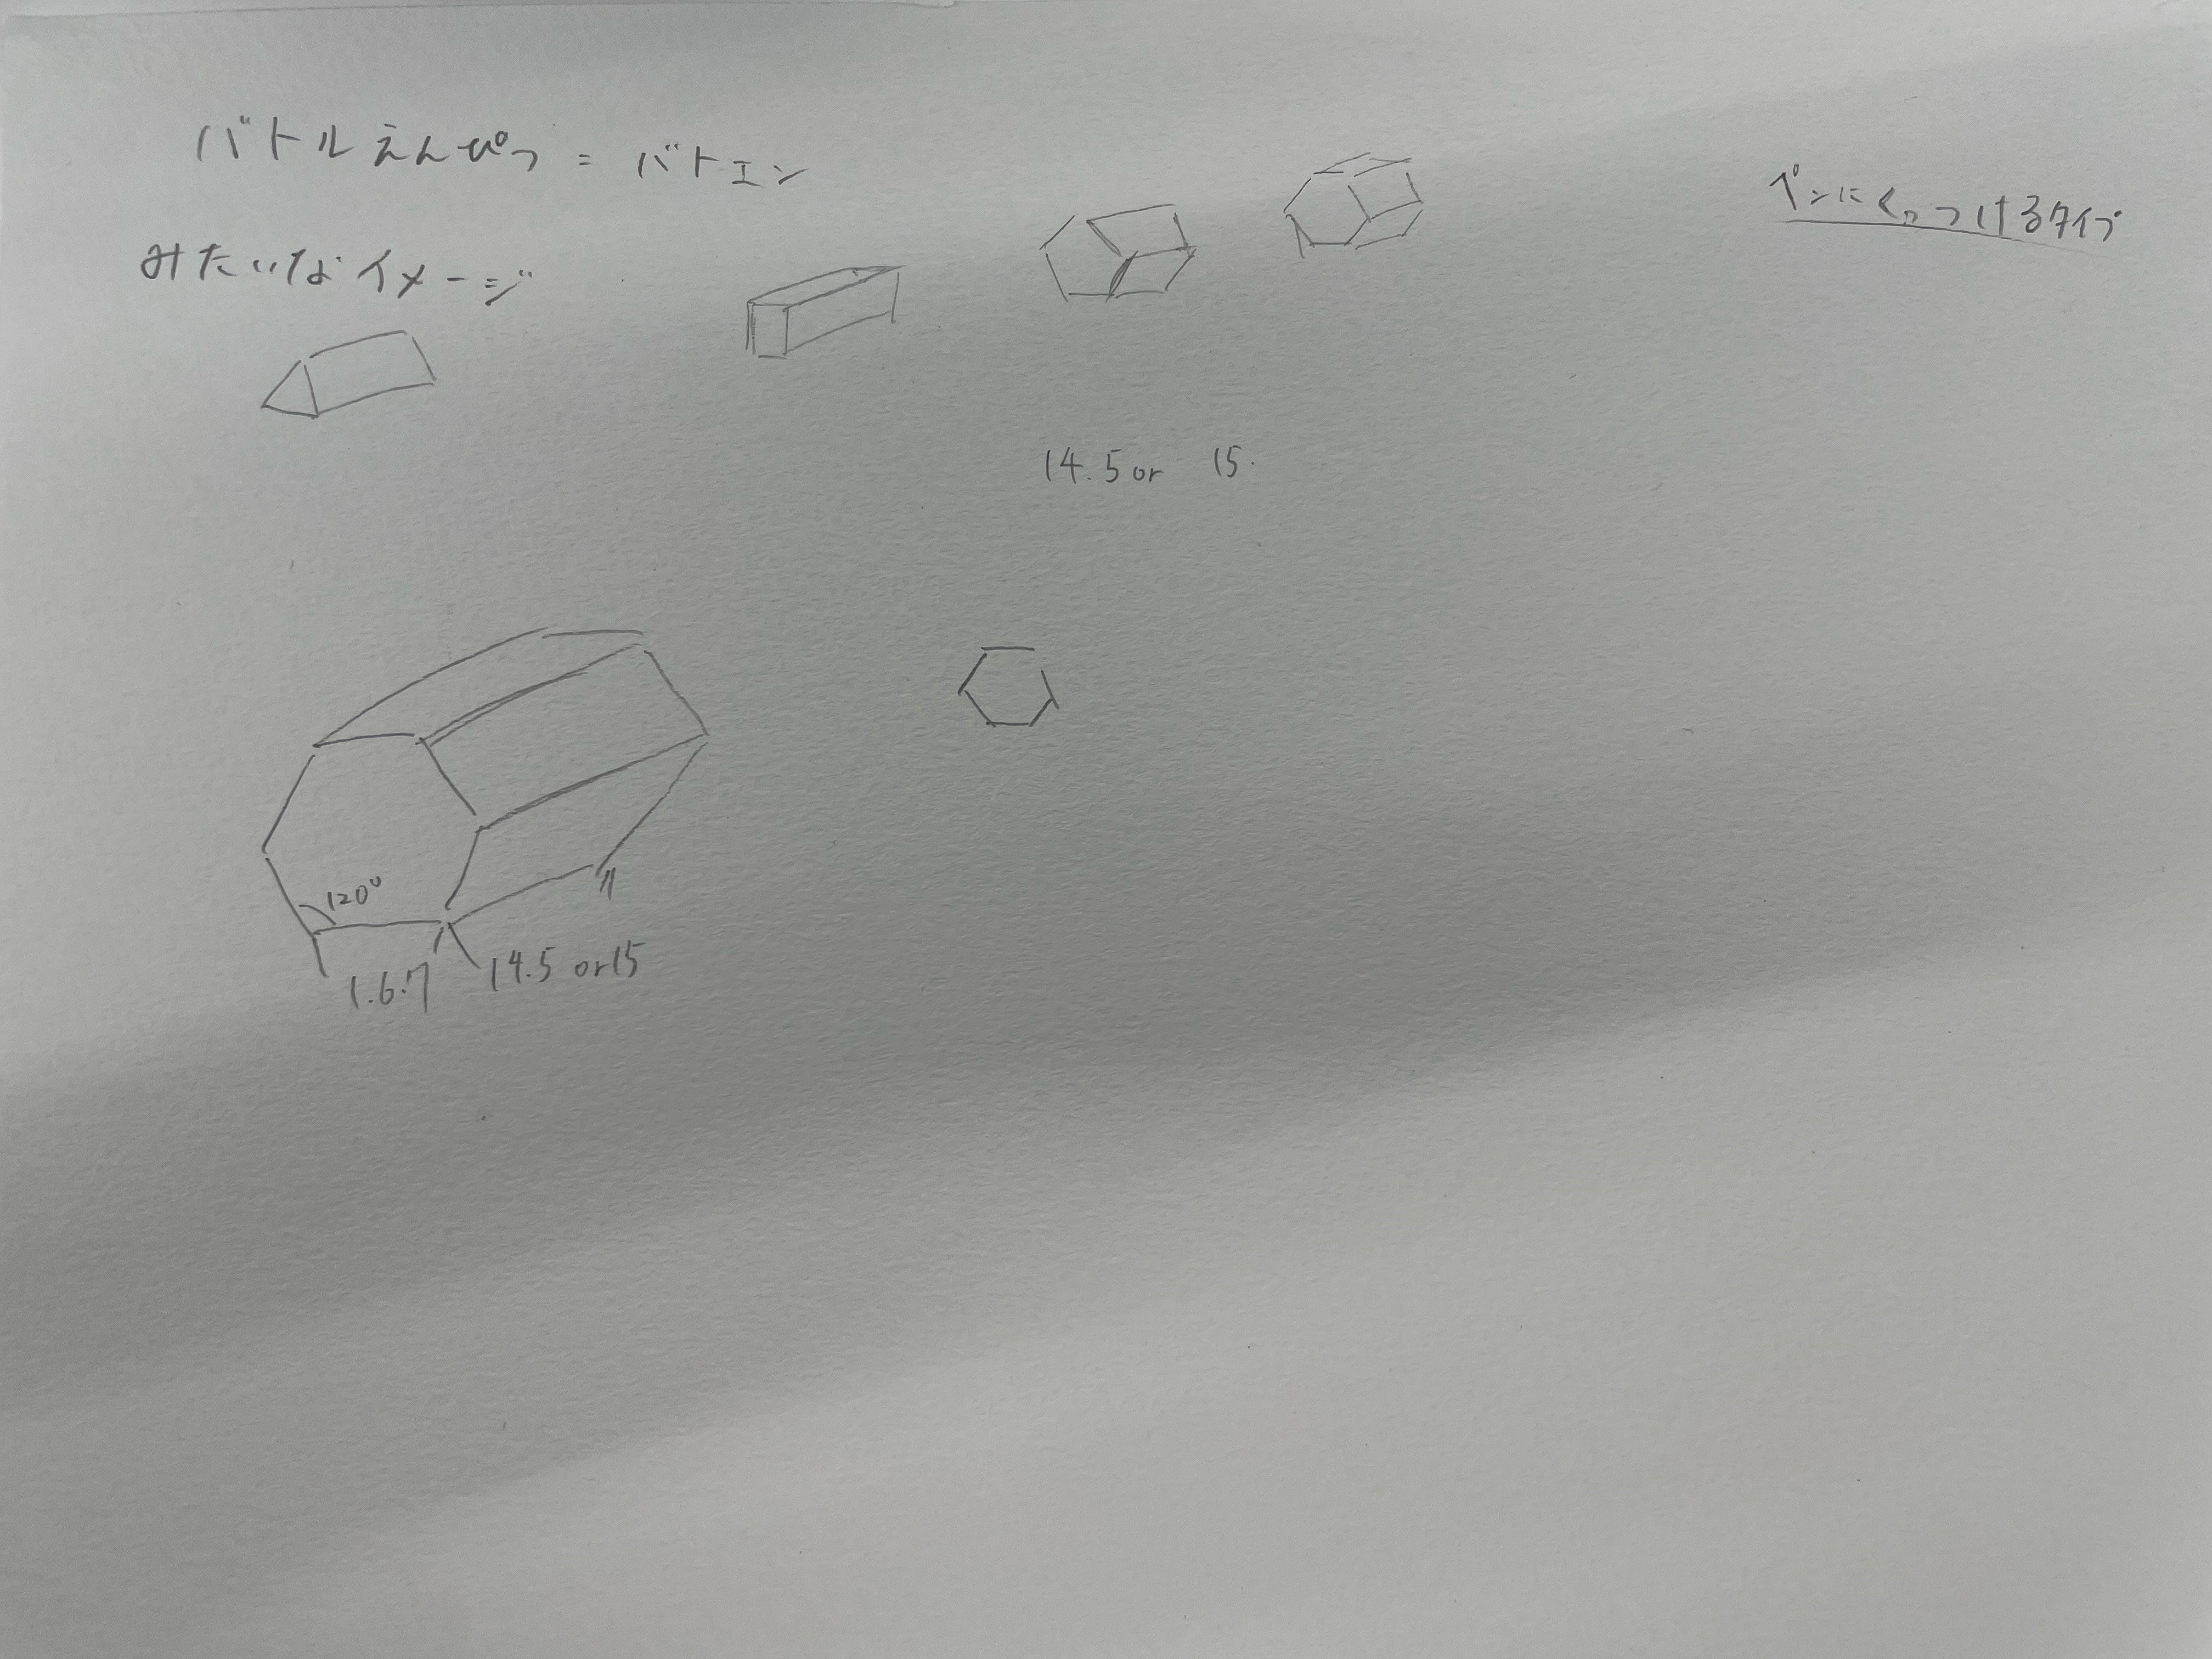 バトルえんぴつ = バトエン
みたいなイメージ
ペンにくっつけるタイプ
14.5 or 15.
120°
1.6.7
14.5 or 15